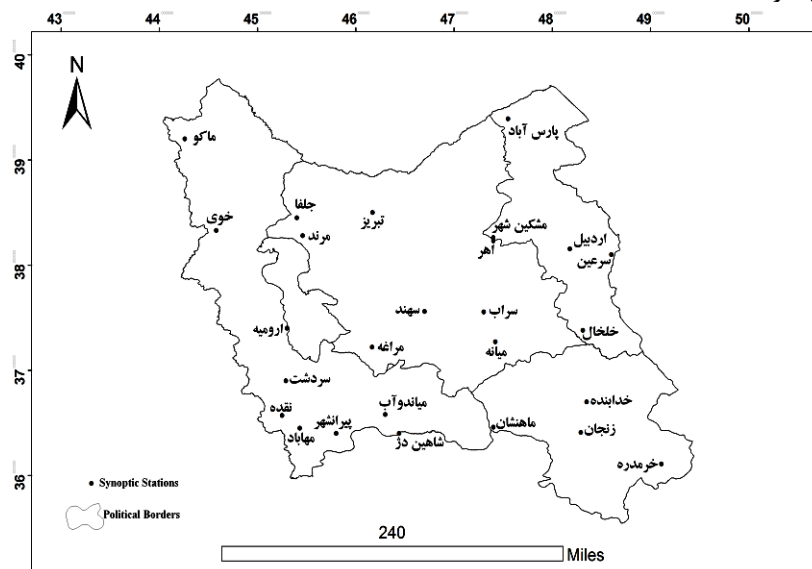 43 44 45 46 47 48 49 50
40
39
38
37
36
N
ماکو
پارس آباد
خوی
جلفا
مرند
تبریز
مشکین شهر
اهر
اردبیل
سرعین
سهند
سراب
ارومیه
خلخال
مراغه
میانه
سردشت
میاندوآب
نقده
پیرانشهر
مهاباد
شاهین دژ
ماهنشان
خدابنده
زنجان
خرمدره
Synoptic Stations
Political Borders
240
Miles